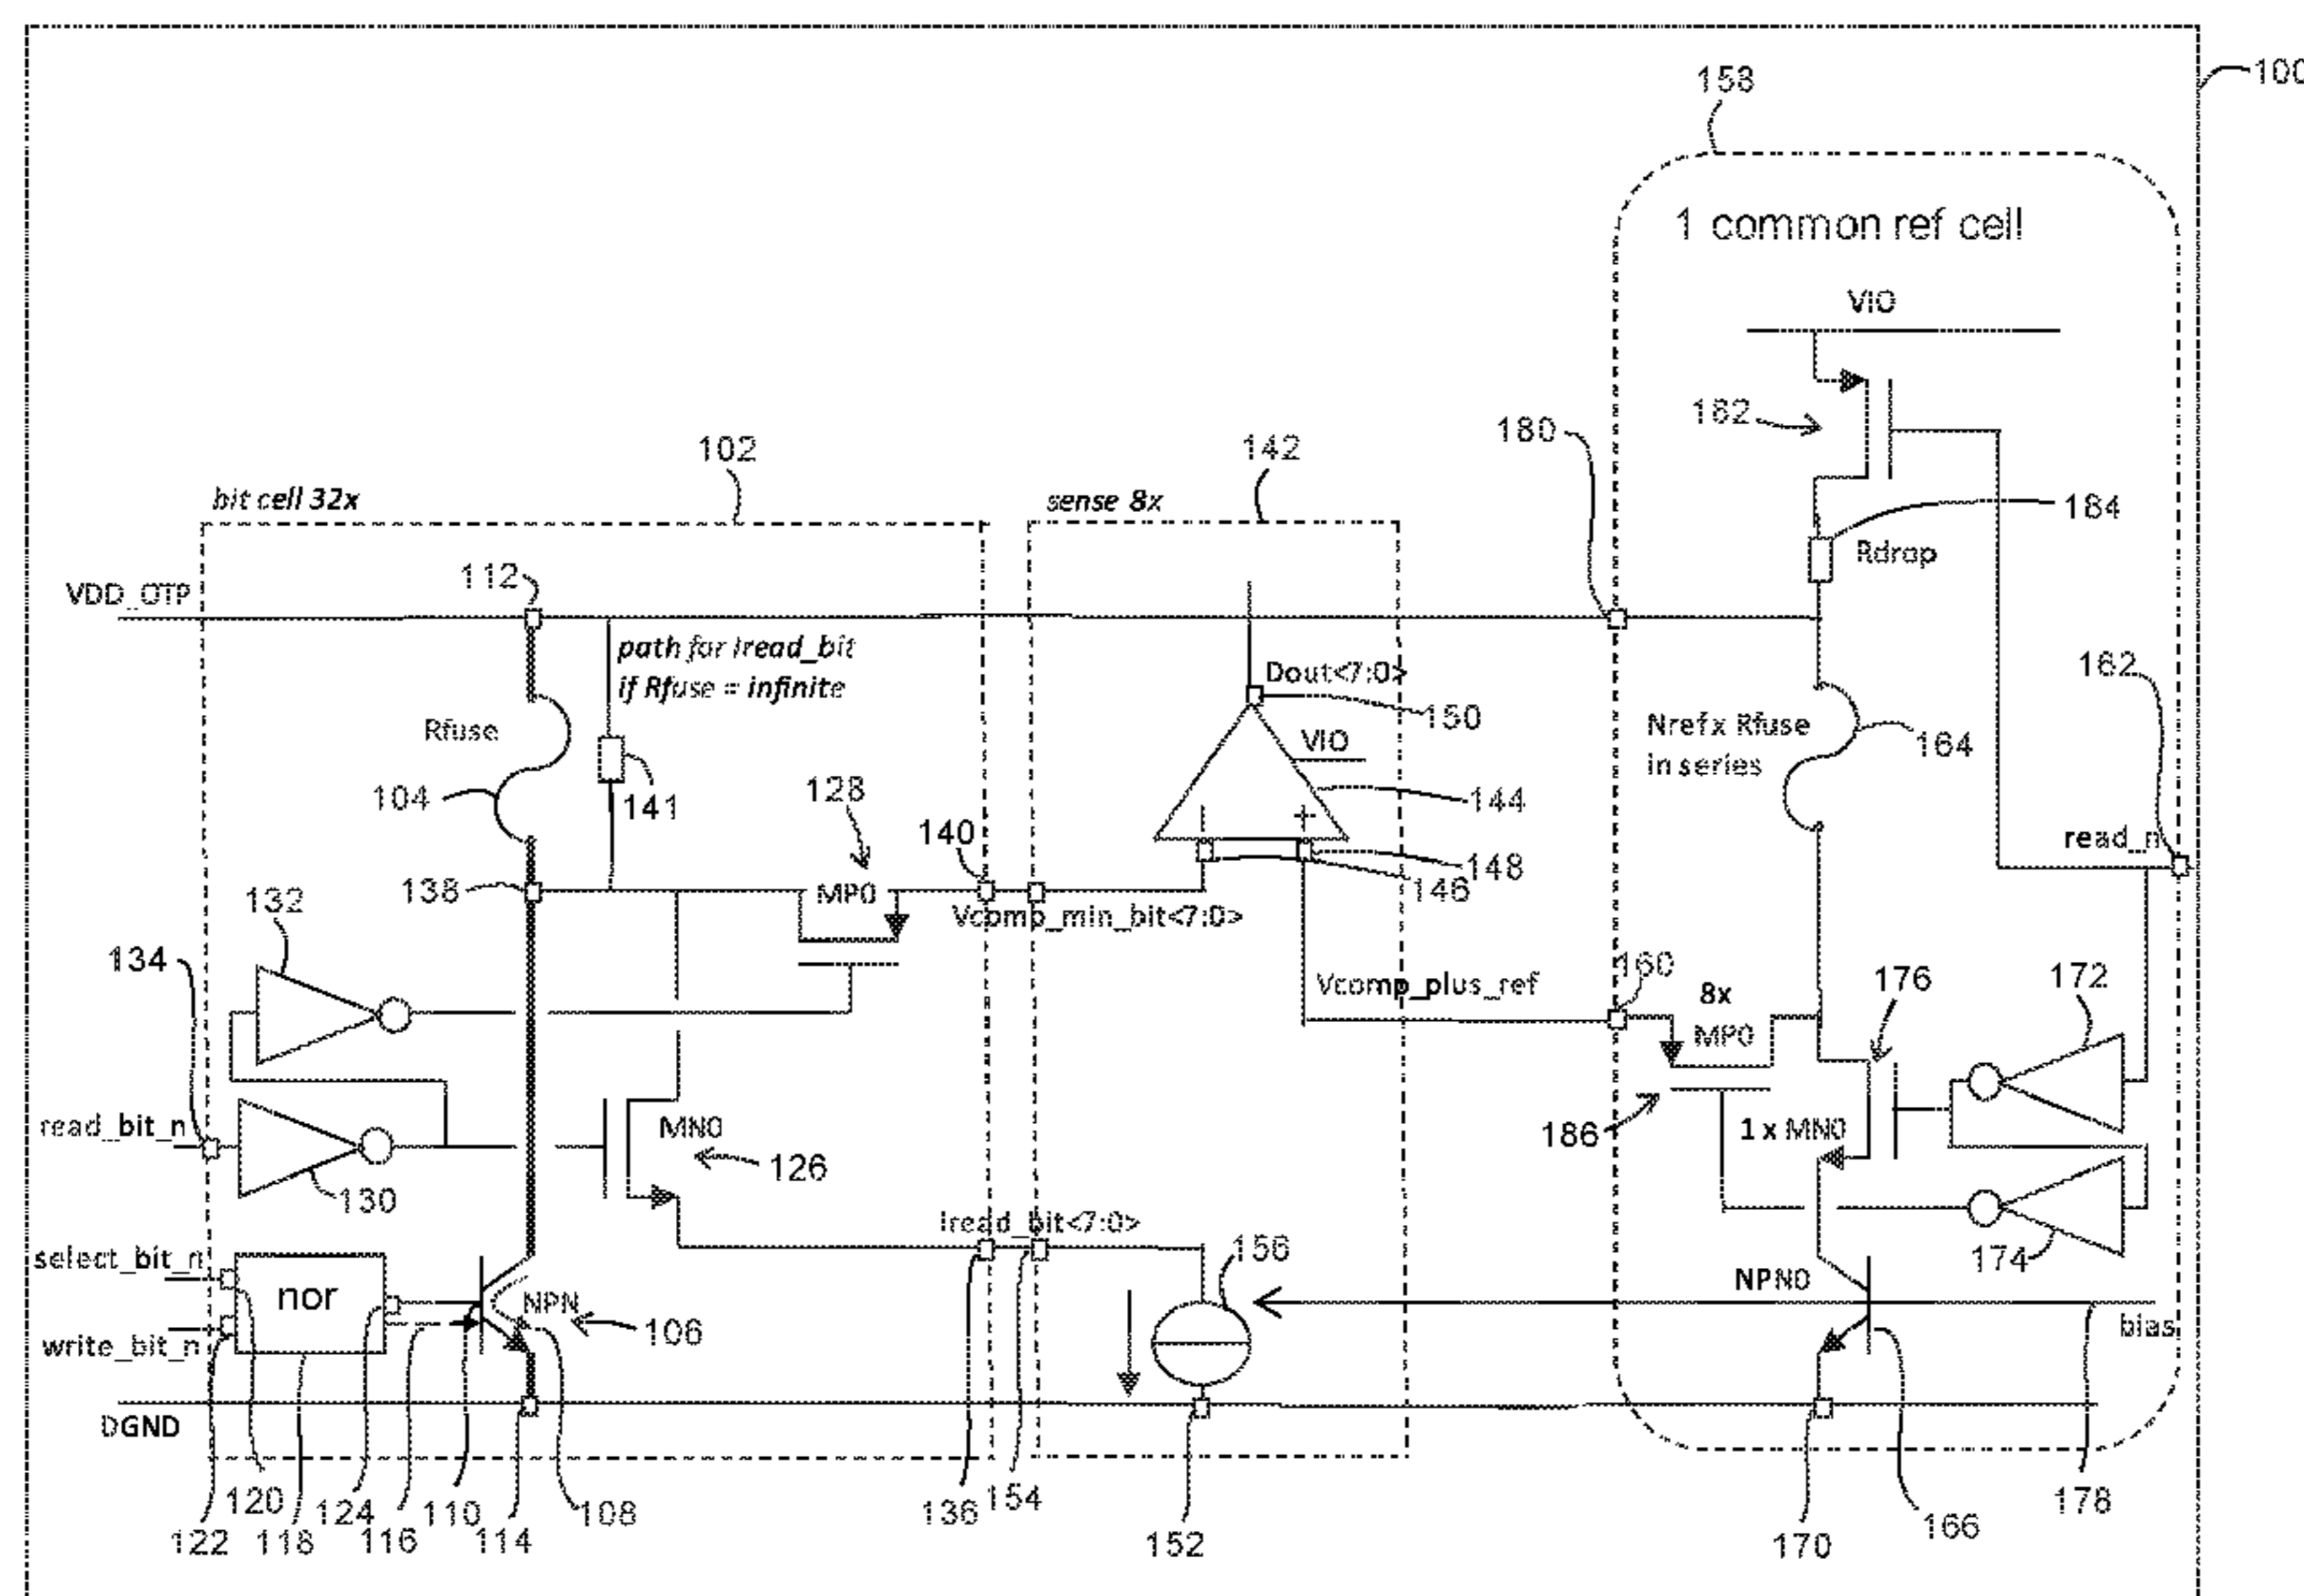 158
100
1 common ref cell
VIO
182
180
102
142
bit cell 32x
sense 8x
184
Rdrop
112
VDD_OTP
path for Iread_bit
if Rfuse = infinite
Dout<7:0>
162
150
Rfuse
VIO
Nrefx Rfuse
in series
164
104
141
128
144
140
read_n
148
146
138
MP0
132
Vcomp_min_bit<7:0>
134
160
Vcomp_plus_ref
8x
MP0
176
172
read_bit_n
MN0
126
186
1 x MN0
130
Iread_bit<7:0>
156
174
select_bit_n
nor
NPN
106
NPN0
write_bit_n
bias
DGND
120
124
110
108
136
154
178
122
118
116
114
152
170
166